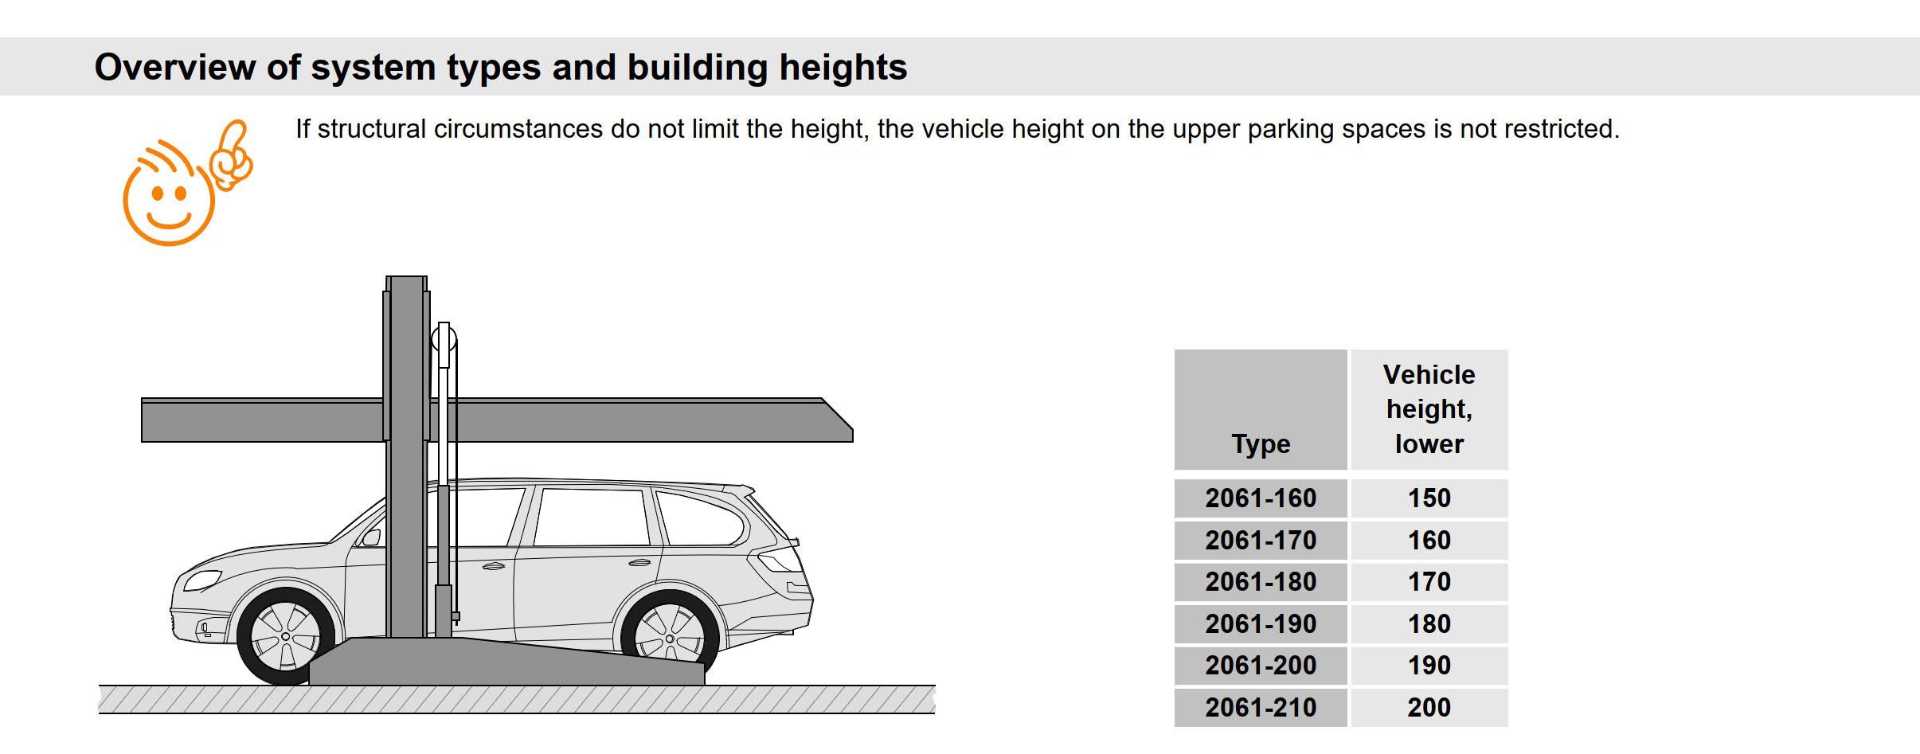 Overview of system types and building heights
If structural circumstances do not limit the height, the vehicle height on the upper parking spaces is not restricted.
Type Vehicle height, lower
2061-160 150
2061-170 160
2061-180 170
2061-190 180
2061-200 190
2061-210 200